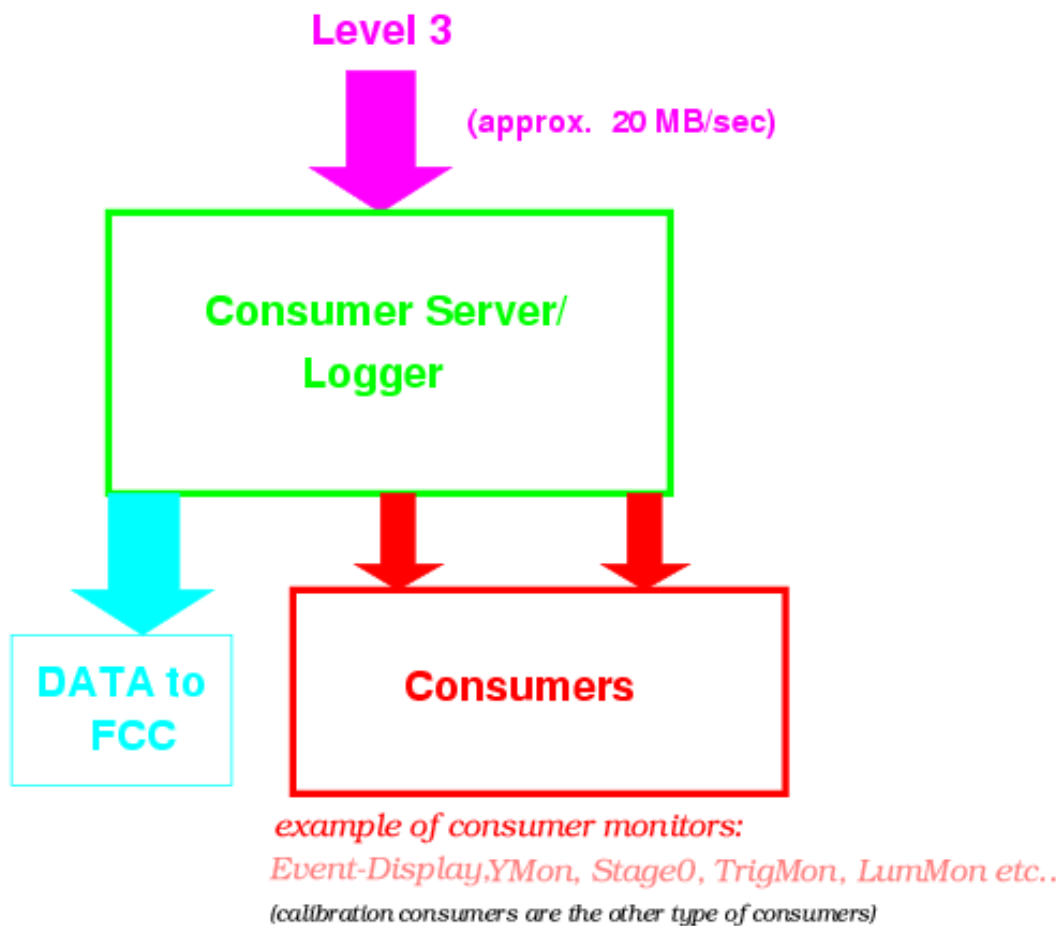 Level 3
(approx. 20 MB/sec)
Consumer Server/
Logger
DATA to
FCC
Consumers
example of consumer monitors:
Event-Display,YMon, Stage0, TrigMon, LumMon etc..
(calibration consumers are the other type of consumers)